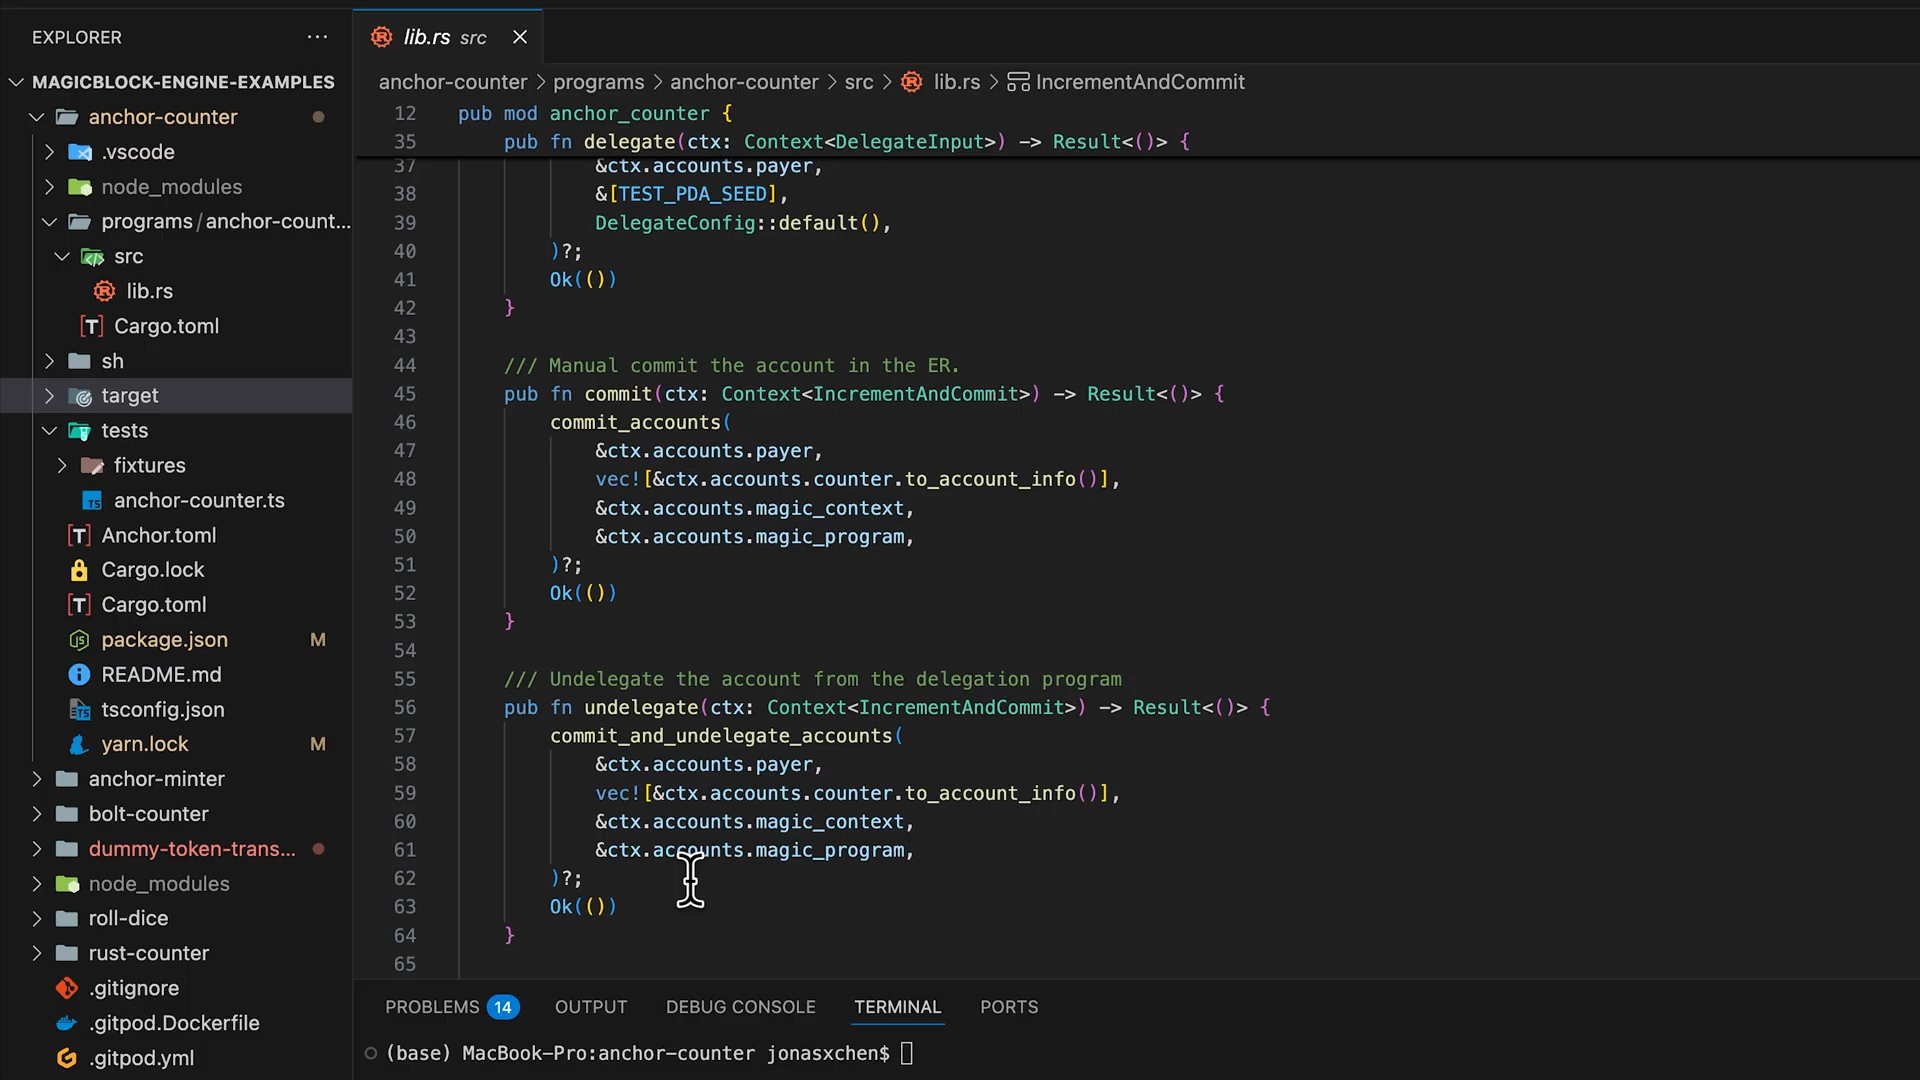 EXPLORER
MAGICBLOCK-ENGINE-EXAMPLES
anchor-counter
.vscode
node_modules
programs/anchor-count...
src
lib.rs
Cargo.toml
sh
target
tests
fixtures
anchor-counter.ts
Anchor.toml
Cargo.lock
Cargo.toml
package.json M
README.md
tsconfig.json
yarn.lock M
anchor-minter
bolt-counter
dummy-token-trans...
node_modules
roll-dice
rust-counter
.gitignore
.gitpod.Dockerfile
.gitpod.yml
lib.rs src
anchor-counter > programs > anchor-counter > src > lib.rs > IncrementAndCommit
12 pub mod anchor_counter {
35 pub fn delegate(ctx: Context<DelegateInput>) -> Result<()> {
37 &ctx.accounts.payer,
38 &[TEST_PDA_SEED],
39 DelegateConfig::default(),
40 )?;
41 Ok(())
42 }
43
44 /// Manual commit the account in the ER.
45 pub fn commit(ctx: Context<IncrementAndCommit>) -> Result<()> {
46 commit_accounts(
47 &ctx.accounts.payer,
48 vec![&ctx.accounts.counter.to_account_info()],
49 &ctx.accounts.magic_context,
50 &ctx.accounts.magic_program,
51 )?;
52 Ok(())
53 }
54
55 /// Undelegate the account from the delegation program
56 pub fn undelegate(ctx: Context<IncrementAndCommit>) -> Result<()> {
57 commit_and_undelegate_accounts(
58 &ctx.accounts.payer,
59 vec![&ctx.accounts.counter.to_account_info()],
60 &ctx.accounts.magic_context,
61 &ctx.accounts.magic_program,
62 )?;
63 Ok(())
64 }
65
PROBLEMS 14 OUTPUT DEBUG CONSOLE TERMINAL PORTS
(base) MacBook-Pro:anchor-counter jonasxchen$